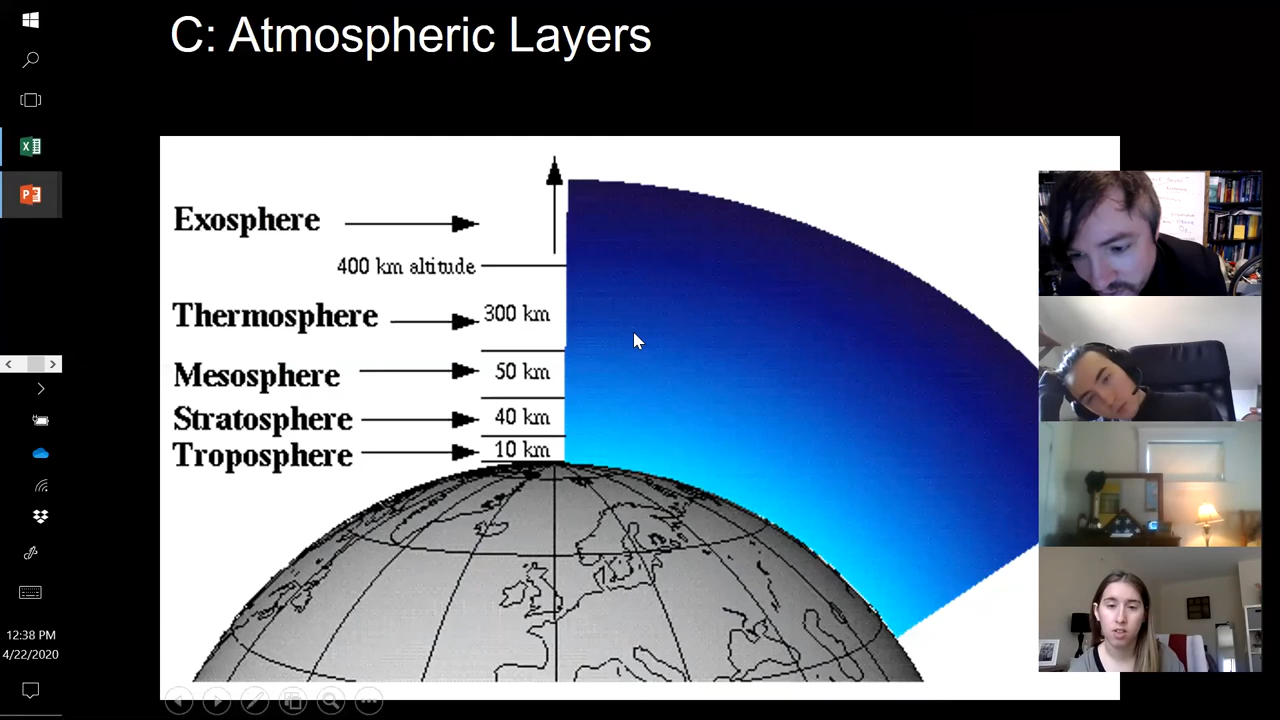 C: Atmospheric Layers
Exosphere
400 km altitude
Thermosphere
300 km
Mesosphere
50 km
Stratosphere
40 km
Troposphere
10 km
12:38 PM
4/22/2020